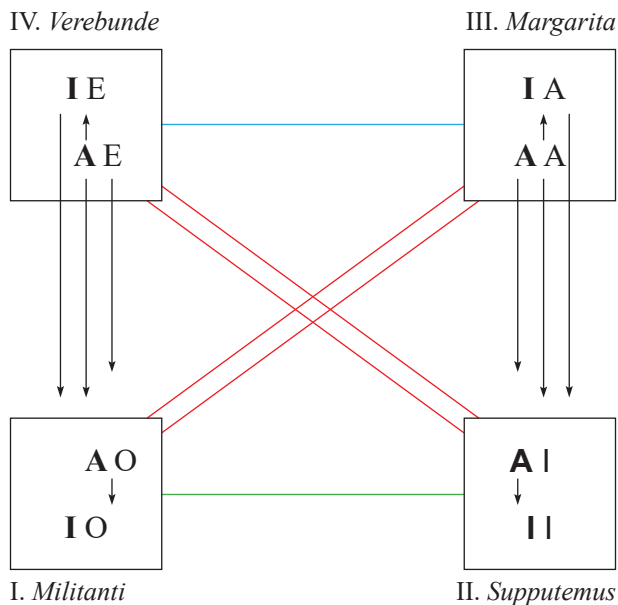 IV. Verebunde
III. Margarita
I E
I A
A E
A A
A O
A I
I O
I I
I. Militanti
II. Supputemus